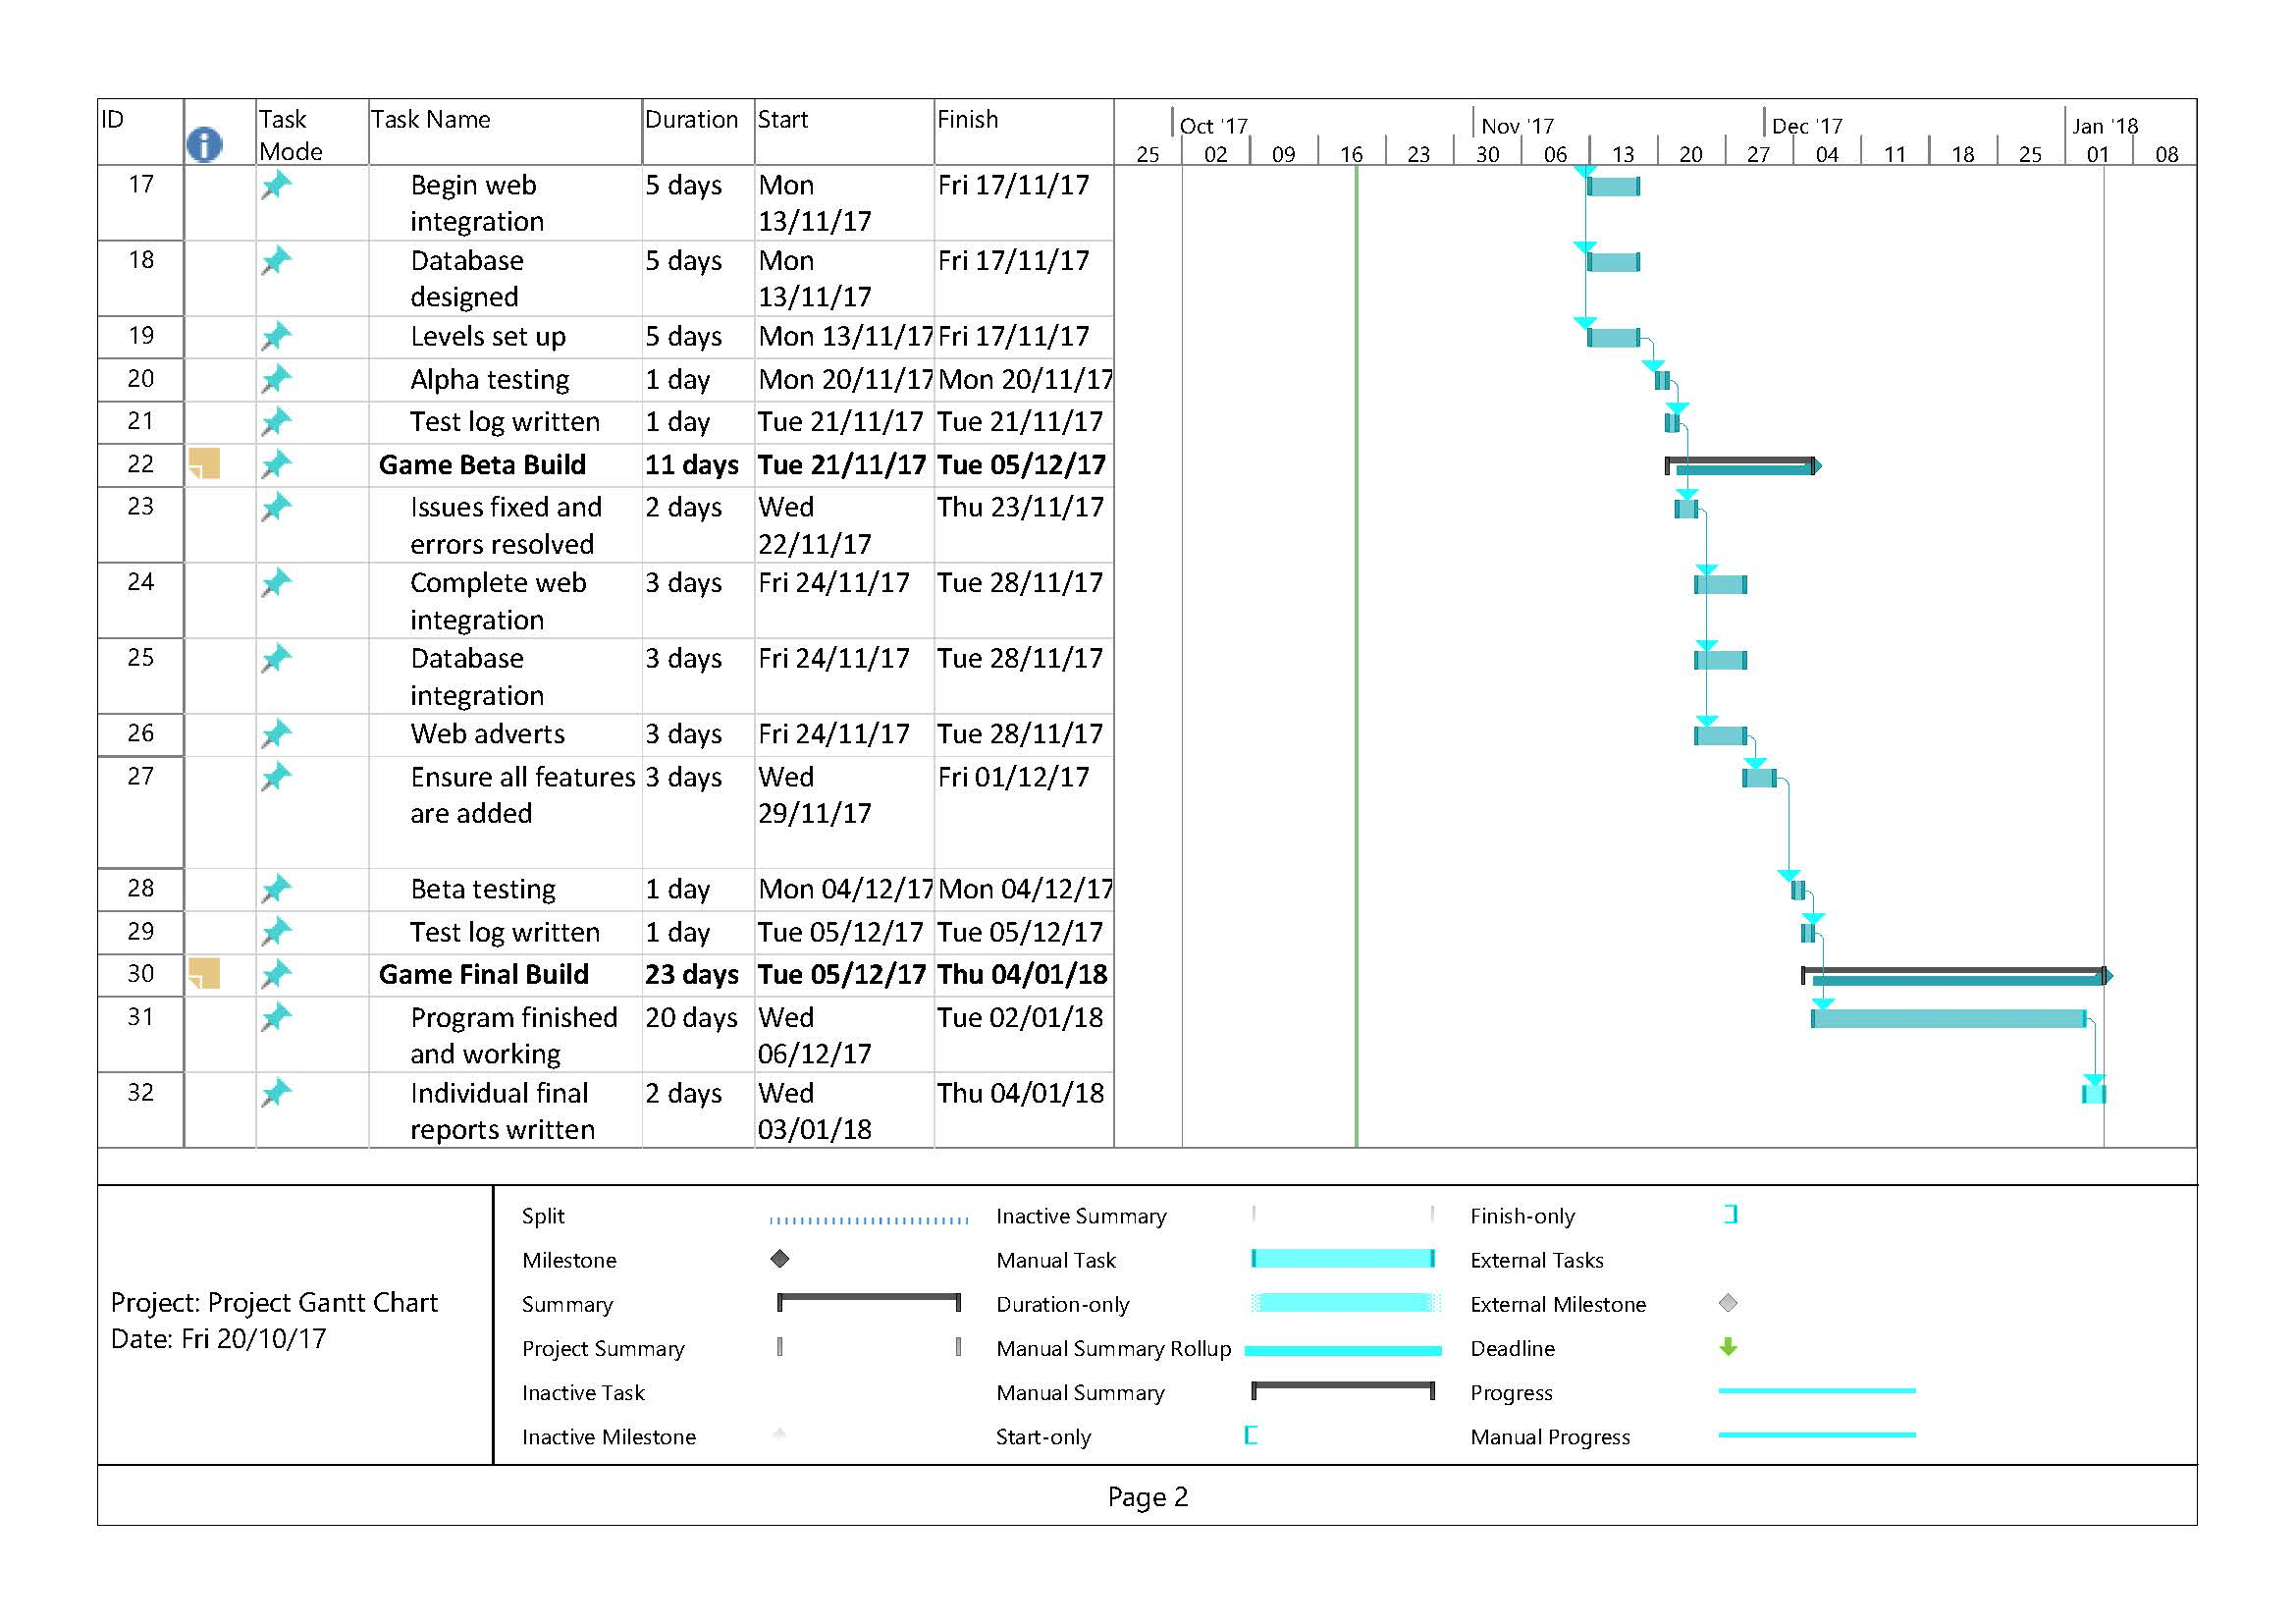 ID Task Mode Task Name Duration Start Finish
Oct '17 Nov '17 Dec '17 Jan '18
25 02 09 16 23 30 06 13 20 27 04 11 18 25 01 08
17 Begin web integration 5 days Mon 13/11/17 Fri 17/11/17
18 Database designed 5 days Mon 13/11/17 Fri 17/11/17
19 Levels set up 5 days Mon 13/11/17 Fri 17/11/17
20 Alpha testing 1 day Mon 20/11/17 Mon 20/11/17
21 Test log written 1 day Tue 21/11/17 Tue 21/11/17
22 Game Beta Build 11 days Tue 21/11/17 Tue 05/12/17
23 Issues fixed and errors resolved 2 days Wed 22/11/17 Thu 23/11/17
24 Complete web integration 3 days Fri 24/11/17 Tue 28/11/17
25 Database integration 3 days Fri 24/11/17 Tue 28/11/17
26 Web adverts 3 days Fri 24/11/17 Tue 28/11/17
27 Ensure all features are added 3 days Wed 29/11/17 Fri 01/12/17
28 Beta testing 1 day Mon 04/12/17 Mon 04/12/17
29 Test log written 1 day Tue 05/12/17 Tue 05/12/17
30 Game Final Build 23 days Tue 05/12/17 Thu 04/01/18
31 Program finished and working 20 days Wed 06/12/17 Tue 02/01/18
32 Individual final reports written 2 days Wed 03/01/18 Thu 04/01/18
Project: Project Gantt Chart
Date: Fri 20/10/17
Split
Milestone
Summary
Project Summary
Inactive Task
Inactive Milestone
Inactive Summary
Manual Task
Duration-only
Manual Summary Rollup
Manual Summary
Start-only
Finish-only
External Tasks
External Milestone
Deadline
Progress
Manual Progress
Page 2